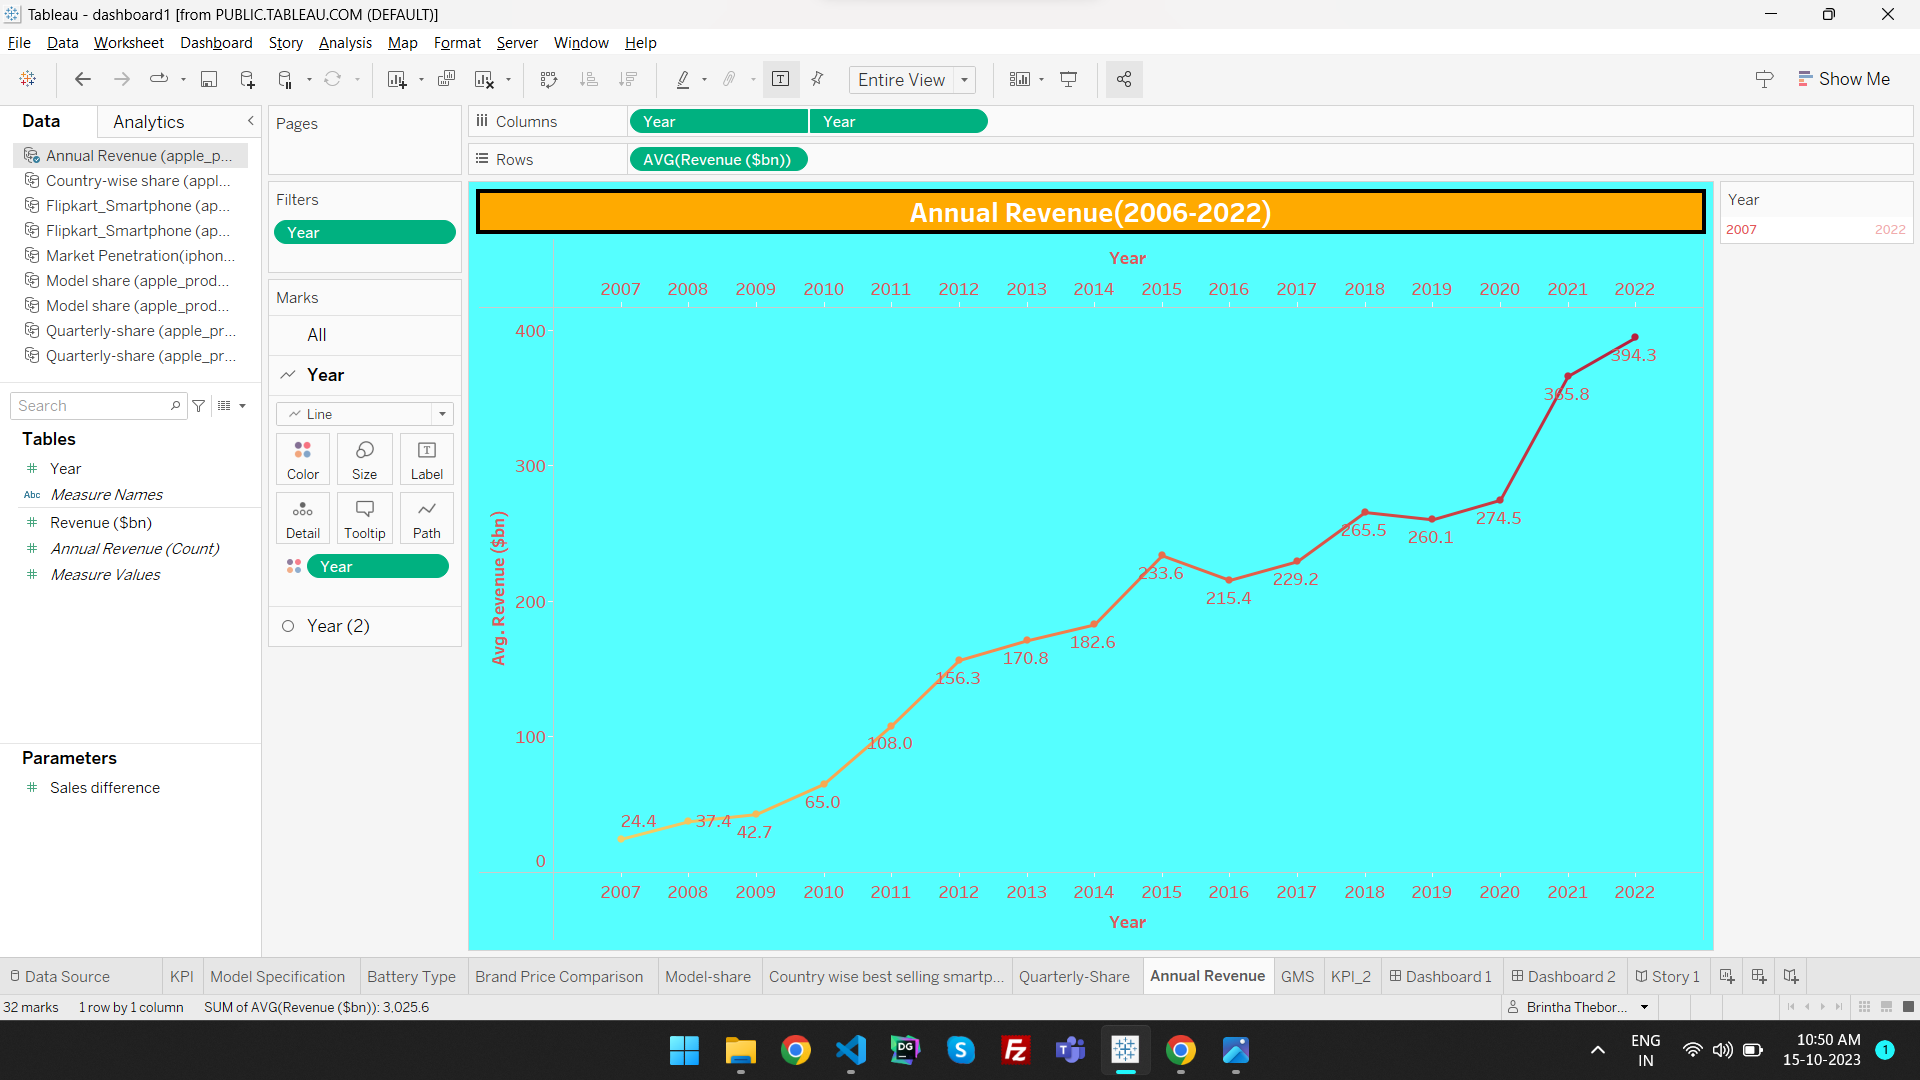 Tableau - dashboard1 [from PUBLIC.TABLEAU.COM (DEFAULT)]
File Data Worksheet Dashboard Story Analysis Map Format Server Window Help
Entire View
Show Me
Data Analytics
Annual Revenue (apple_p...
Country-wise share (appl...
Flipkart_Smartphone (ap...
Flipkart_Smartphone (ap...
Market Penetration(iphon...
Model share (apple_prod...
Model share (apple_prod...
Quarterly-share (apple_pr...
Quarterly-share (apple_pr...
Search
Tables
Year
Abc Measure Names
Revenue ($bn)
Annual Revenue (Count)
Measure Values
Parameters
Sales difference
Pages
Filters
Year
Marks
All
Year
Line
Color Size Label
Detail Tooltip Path
Year
Year (2)
Columns Year Year
Rows AVG(Revenue ($bn))
Annual Revenue(2006-2022)
Year
2007 2008 2009 2010 2011 2012 2013 2014 2015 2016 2017 2018 2019 2020 2021 2022
400
300
200
100
0
Avg. Revenue ($bn)
24.4
37.4
42.7
65.0
108.0
156.3
170.8
182.6
233.6
215.4
229.2
265.5
260.1
274.5
365.8
394.3
2007 2008 2009 2010 2011 2012 2013 2014 2015 2016 2017 2018 2019 2020 2021 2022
Year
Year
2007 2022
Data Source KPI Model Specification Battery Type Brand Price Comparison Model-share Country wise best selling smartp... Quarterly-Share Annual Revenue GMS KPI_2 Dashboard 1 Dashboard 2 Story 1
32 marks 1 row by 1 column SUM of AVG(Revenue ($bn)): 3,025.6
Brintha Thebor...
DG
S
Fz
T
ENG
IN
10:50 AM
15-10-2023
1